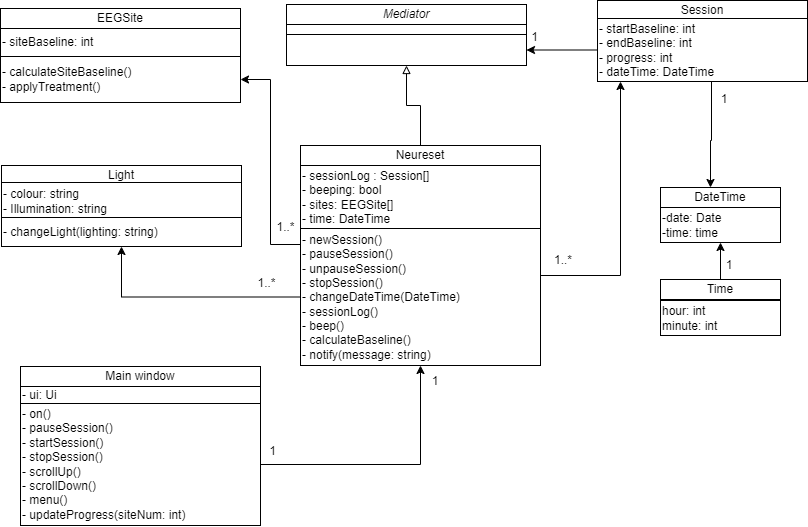 EEGSite
- siteBaseline: int
- calculateSiteBaseline()
- applyTreatment()
Mediator
Session
- startBaseline: int
- endBaseline: int
- progress: int
- dateTime: DateTime
1
1
Light
- colour: string
- Illumination: string
- changeLight(lighting: string)
Neureset
- sessionLog : Session[]
- beeping: bool
- sites: EEGSite[]
- time: DateTime
- newSession()
- pauseSession()
- unpauseSession()
- stopSession()
- changeDateTime(DateTime)
- sessionLog()
- beep()
- calculateBaseline()
- notify(message: string)
1..*
1..*
1..*
DateTime
-date: Date
-time: time
1
Time
hour: int
minute: int
Main window
- ui: Ui
- on()
- pauseSession()
- startSession()
- stopSession()
- scrollUp()
- scrollDown()
- menu()
- updateProgress(siteNum: int)
1
1